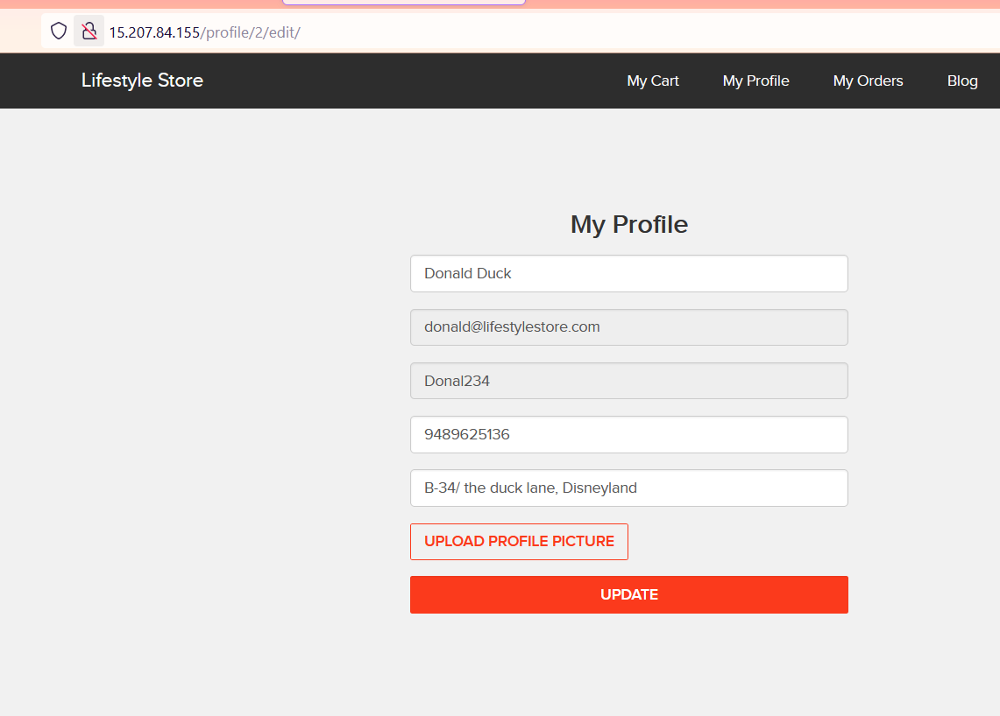 15.207.84.155/profile/2/edit/
Lifestyle Store My Cart My Profile My Orders Blog
My Profile
Donald Duck
donald@lifestylestore.com
Donal234
9489625136
B-34/ the duck lane, Disneyland
UPLOAD PROFILE PICTURE
UPDATE